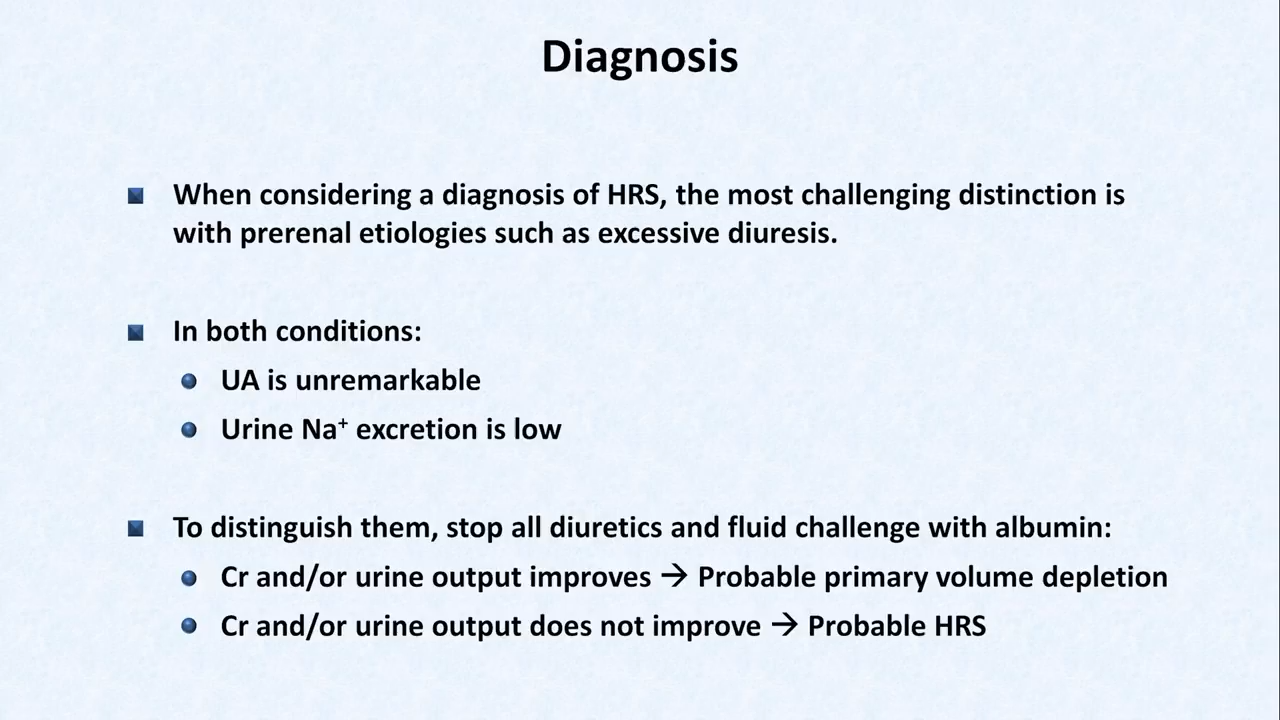 Diagnosis
When considering a diagnosis of HRS, the most challenging distinction is
with prerenal etiologies such as excessive diuresis.
In both conditions:
UA is unremarkable
Urine Na⁺ excretion is low
To distinguish them, stop all diuretics and fluid challenge with albumin:
Cr and/or urine output improves → Probable primary volume depletion
Cr and/or urine output does not improve → Probable HRS